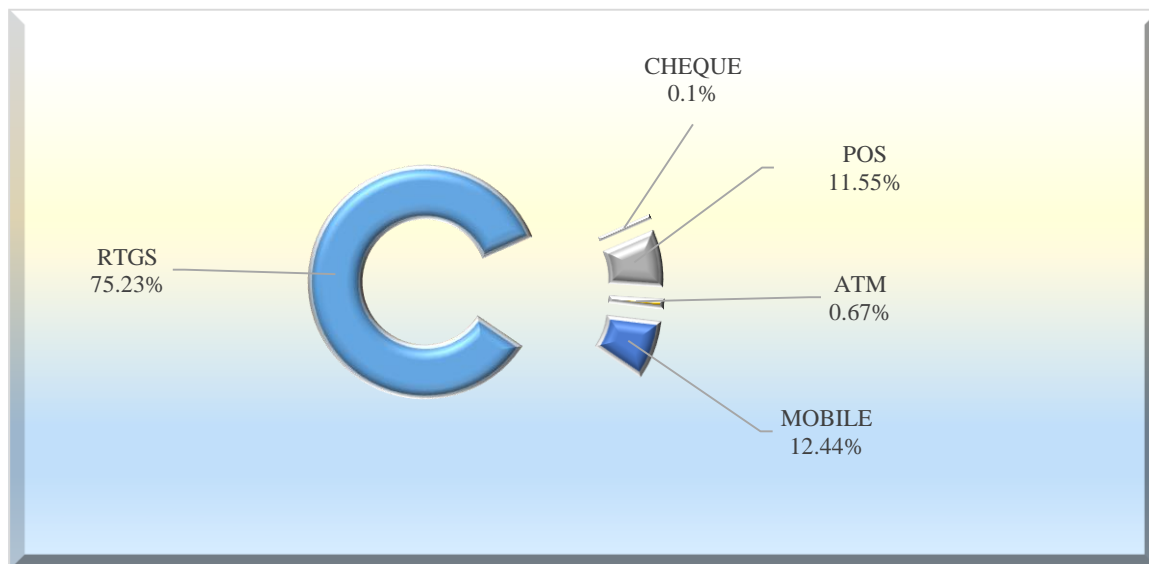 CHEQUE
0.1%
POS
11.55%
RTGS
75.23%
ATM
0.67%
MOBILE
12.44%